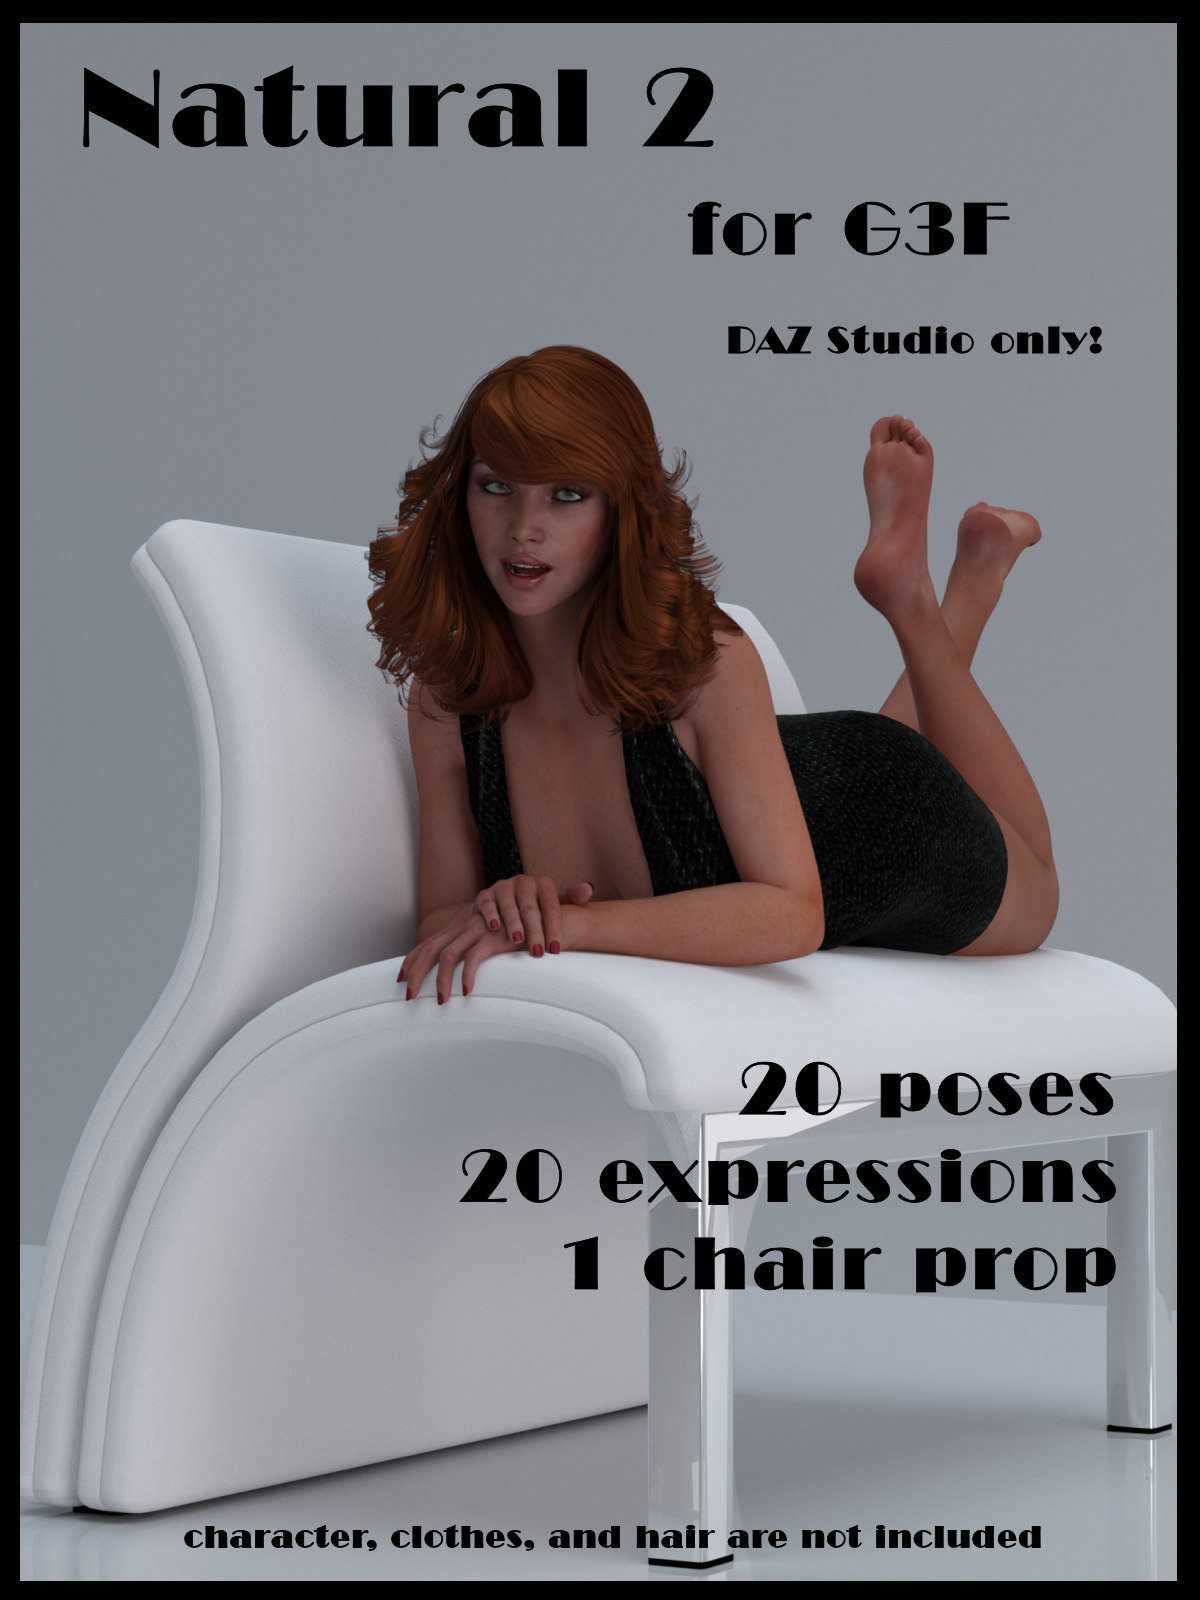 Natural 2
for G3F
DAZ Studio only!
20 poses
20 expressions
1 chair prop
character, clothes, and hair are not included